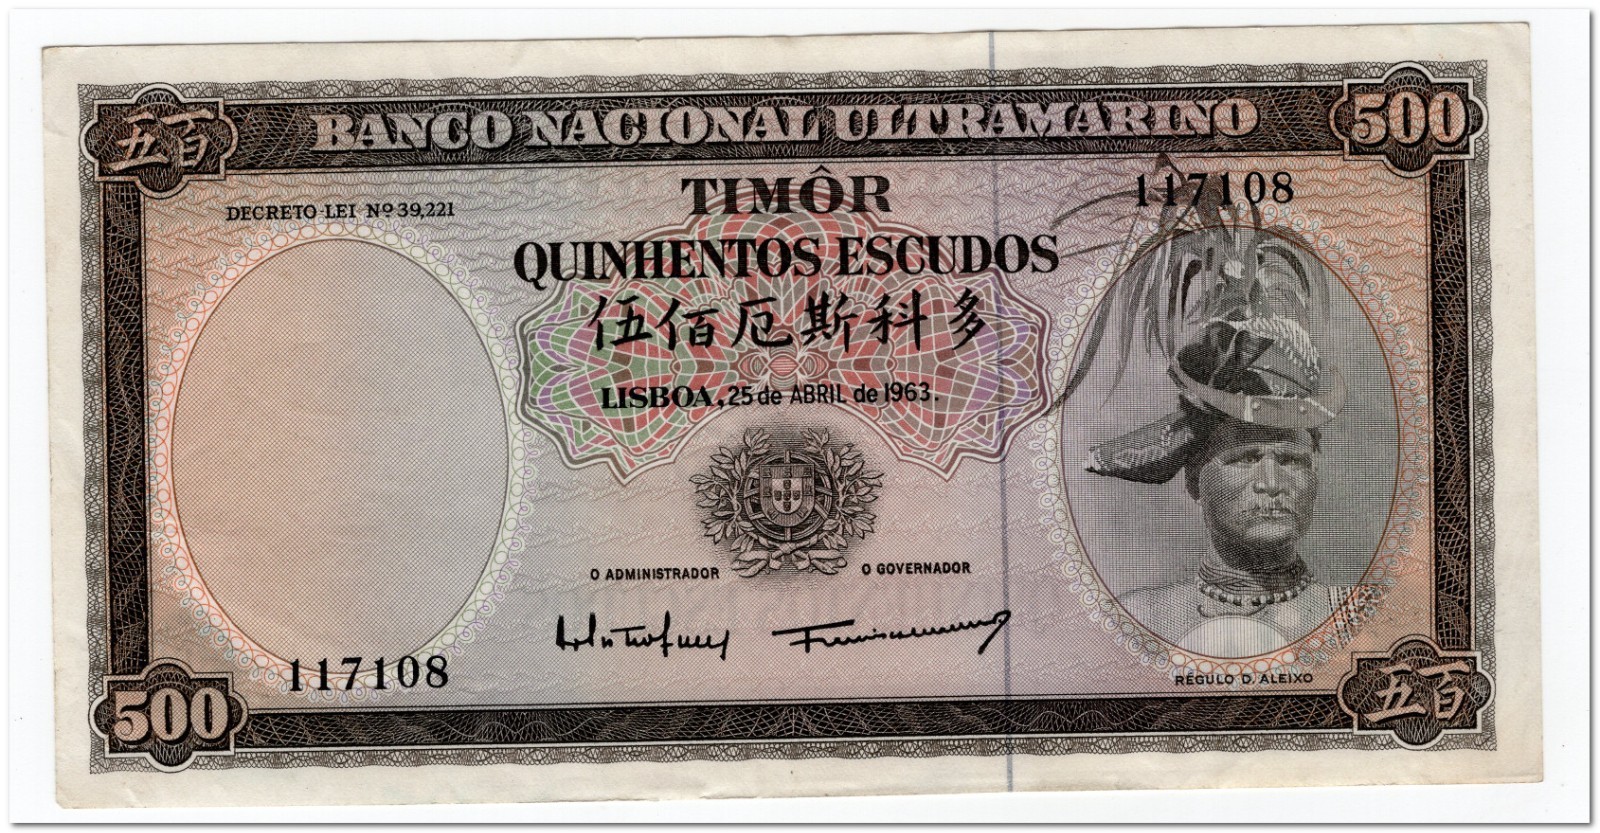 五百 BANCO NACIONAL ULTRAMARINO 500
TIMÔR
117108
DECRETO-LEI Nº 39,221
QUINHENTOS ESCUDOS
伍佰厄斯科多
LISBOA, 25 de ABRIL de 1963.
O ADMINISTRADOR O GOVERNADOR
117108
RÉGULO D. ALEIXO
500 五百